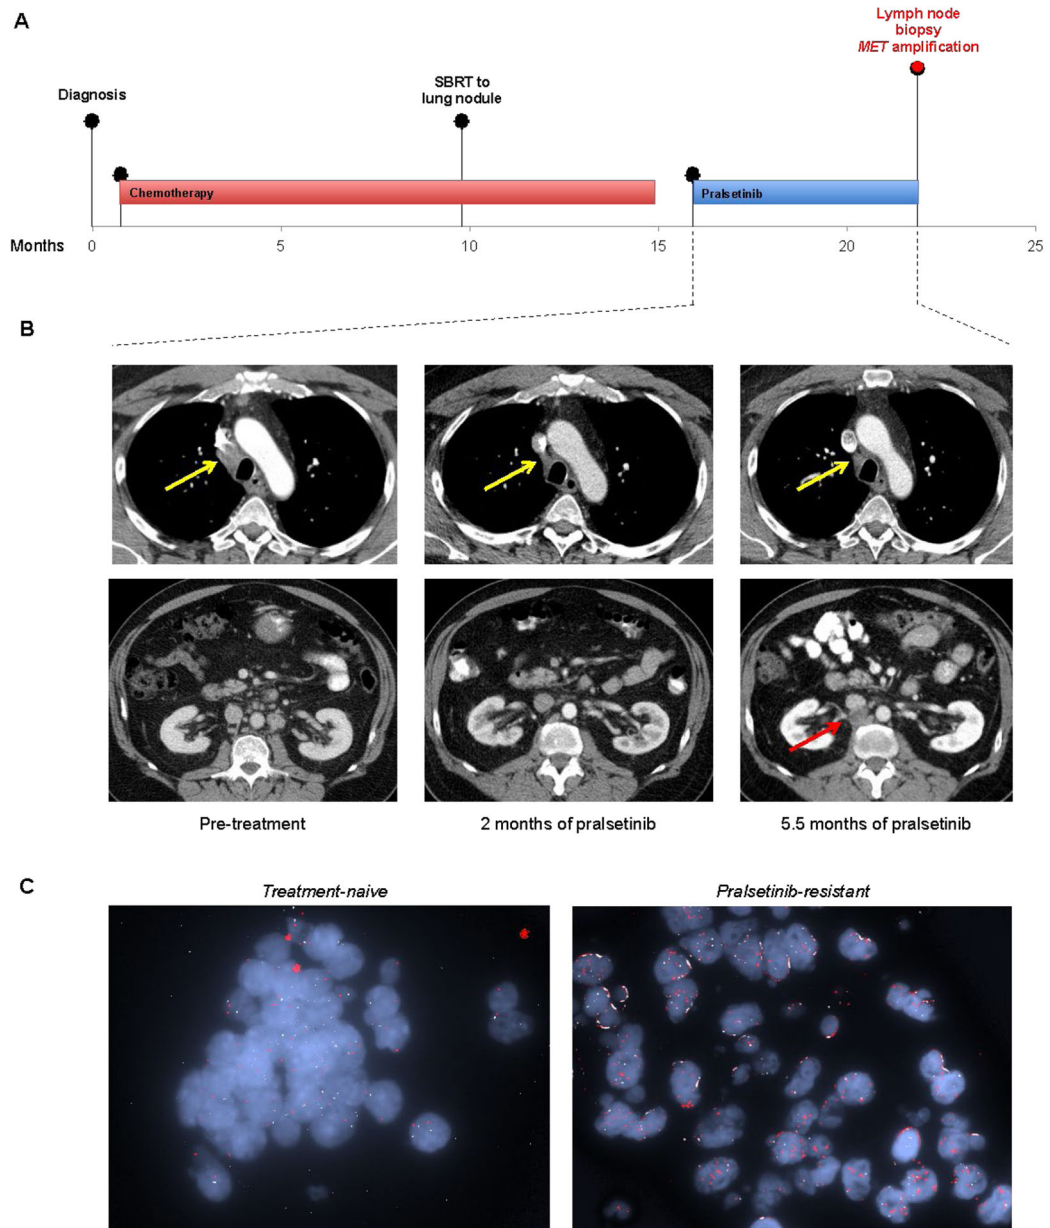 A
Lymph node
biopsy
MET amplification
SBRT to
lung nodule
Diagnosis
Chemotherapy
Pralsetinib
Months
0
5
10
15
20
25
B
Pre-treatment
2 months of pralsetinib
5.5 months of pralsetinib
C
Treatment-naive
Pralsetinib-resistant